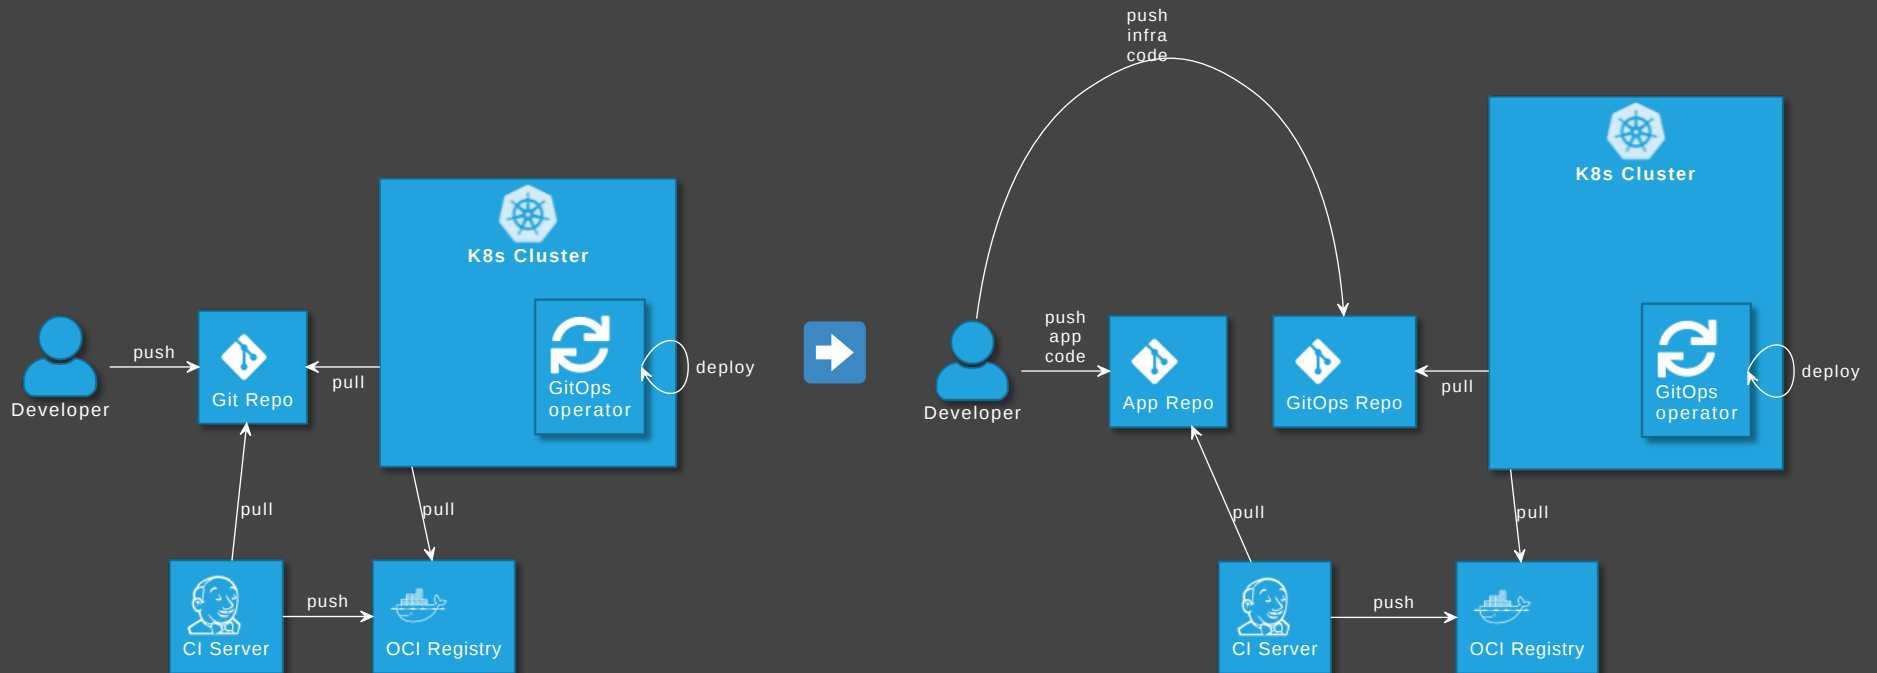 K8s Cluster
push
Developer
Git Repo
pull
GitOps
operator
deploy
pull
pull
CI Server
push
OCI Registry
push
infra
code
K8s Cluster
push
app
code
Developer
App Repo
GitOps Repo
pull
GitOps
operator
deploy
pull
pull
CI Server
push
OCI Registry